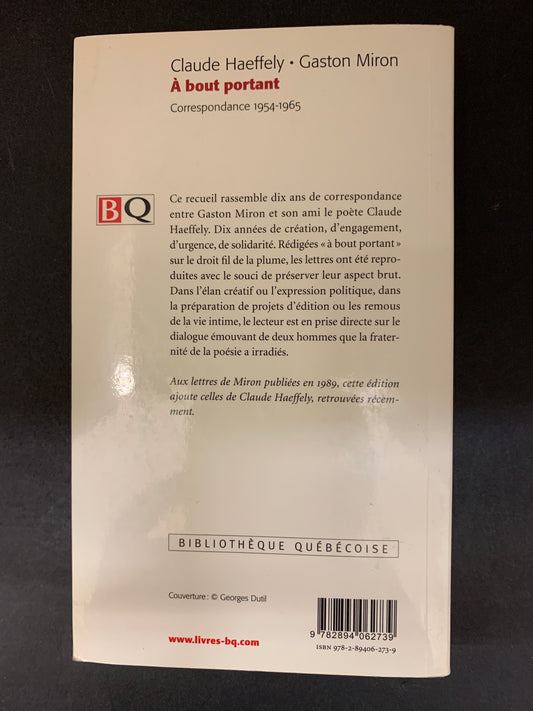 Claude Haeffely • Gaston Miron
À bout portant
Correspondance 1954-1965
BQ
Ce recueil rassemble dix ans de correspondance
entre Gaston Miron et son ami le poète Claude
Haeffely. Dix années de création, d'engagement,
d'urgence, de solidarité. Rédigées « à bout portant »
sur le droit fil de la plume, les lettres ont été repro-
duites avec le souci de préserver leur aspect brut.
Dans l'élan créatif ou l'expression politique, dans
la préparation de projets d'édition ou les remous
de la vie intime, le lecteur est en prise directe sur le
dialogue émouvant de deux hommes que la frater-
nité de la poésie a irradiés.
Aux lettres de Miron publiées en 1989, cette édition
ajoute celles de Claude Haeffely, retrouvées récem-
ment.
BIBLIOTHÈQUE QUÉBÉCOISE
Couverture : © Georges Dutil
9 782894 062739
www.livres-bq.com
ISBN 978-2-89406-273-9